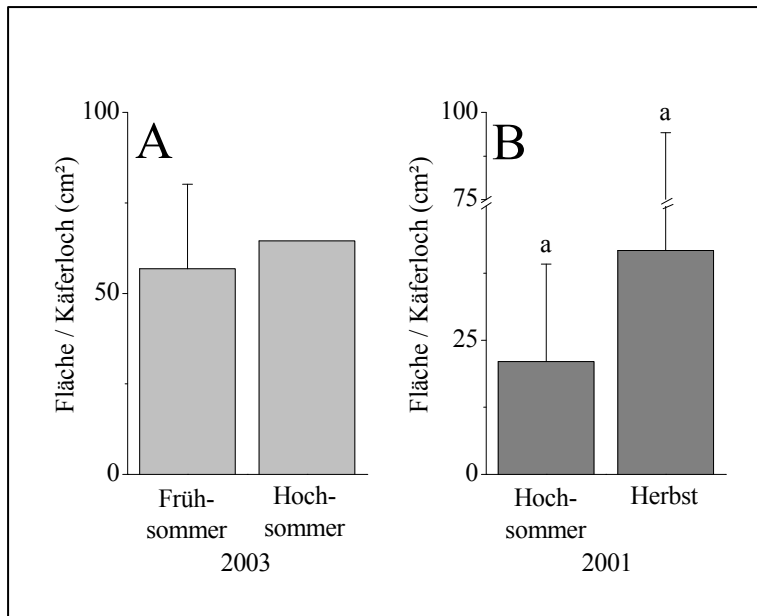 A
100
50
0
Fläche / Käferloch (cm²)
Früh-
sommer
Hoch-
sommer
2003
B
100
75
25
0
Fläche / Käferloch (cm²)
a
a
Hoch-
sommer
Herbst
2001